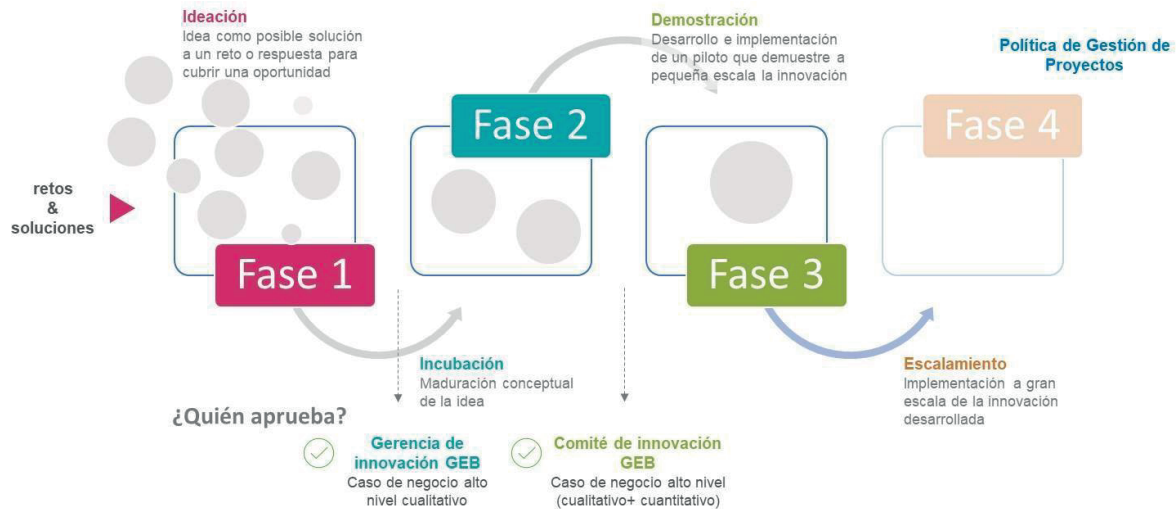 Ideación
Idea como posible solución
a un reto o respuesta para
cubrir una oportunidad
Demostración
Desarrollo e implementación
de un piloto que demuestre a
pequeña escala la innovación
Política de Gestión de
Proyectos
Fase 2
Fase 4
retos
&
soluciones
Fase 1
Fase 3
Incubación
Maduración conceptual
de la idea
Escalamiento
Implementación a gran
escala de la innovación
desarrollada
¿Quién aprueba?
Gerencia de
innovación GEB
Caso de negocio alto
nivel cualitativo
Comité de innovación
GEB
Caso de negocio alto nivel
(cualitativo+ cuantitativo)